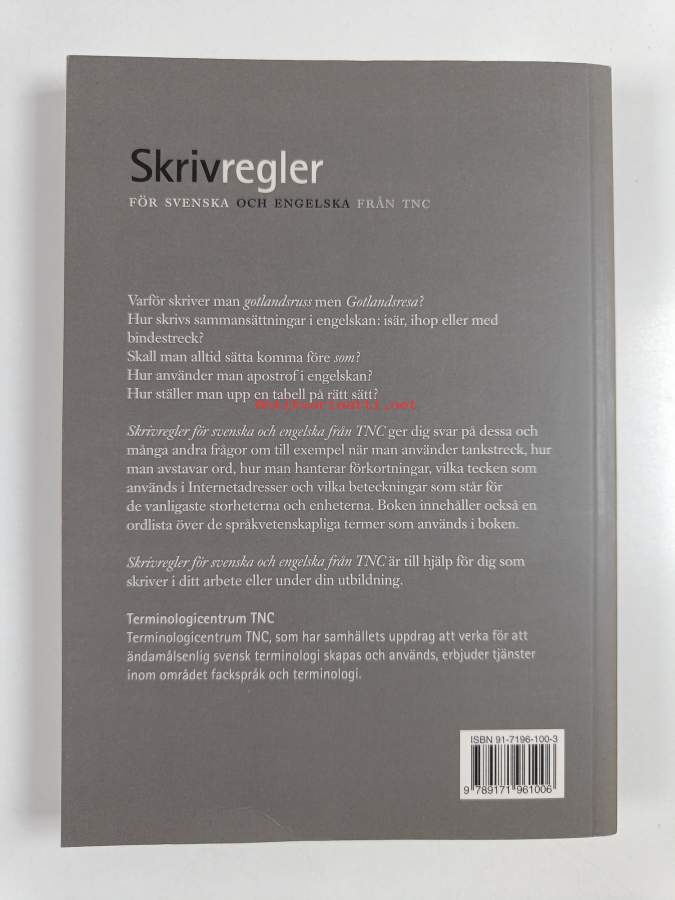 Skrivregler
FÖR SVENSKA OCH ENGELSKA FRÅN TNC
Varför skriver man gotlandsruss men Gotlandsresa?
Hur skrivs sammansättningar i engelskan: isär, ihop eller med
bindestreck?
Skall man alltid sätta komma före som?
Hur använder man apostrof i engelskan?
Hur ställer man upp en tabell på rätt sätt?
Skrivregler för svenska och engelska från TNC ger dig svar på dessa och
många andra frågor om till exempel när man använder tankstreck, hur
man avstavar ord, hur man hanterar förkortningar, vilka tecken som
används i Internetadresser och vilka beteckningar som står för
de vanligaste storheterna och enheterna. Boken innehåller också en
ordlista över de språkvetenskapliga termer som används i boken.
Skrivregler för svenska och engelska från TNC är till hjälp för dig som
skriver i ditt arbete eller under din utbildning.
Terminologicentrum TNC
Terminologicentrum TNC, som har samhällets uppdrag att verka för att
ändamålsenlig svensk terminologi skapas och används, erbjuder tjänster
inom området fackspråk och terminologi.
ISBN 91-7196-100-3
9 789171 961006